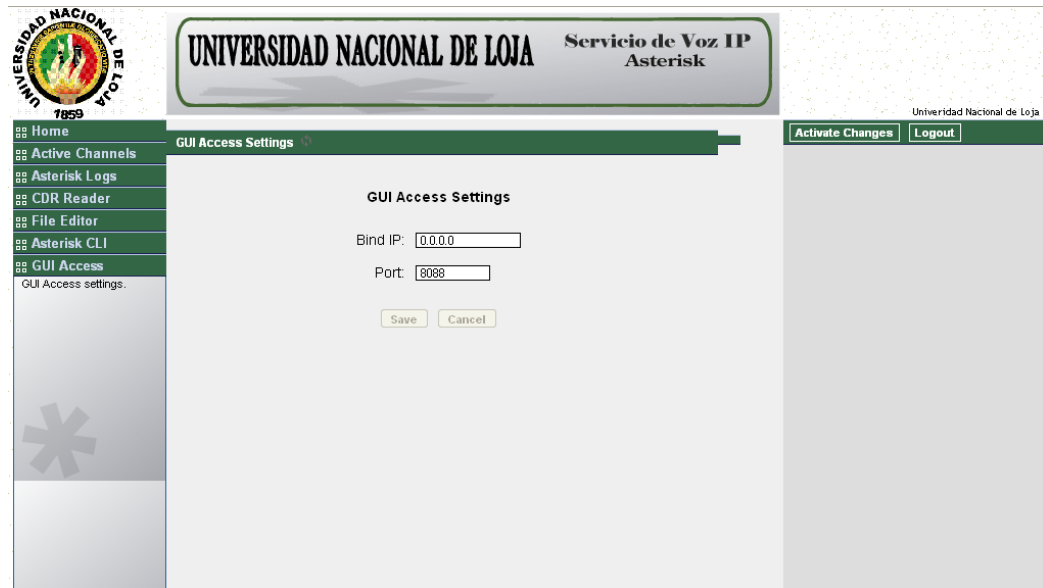 UNIVERSIDAD NACIONAL DE LOJA
1859
UNIVERSIDAD NACIONAL DE LOJA
Servicio de Voz IP
Asterisk
Univeridad Nacional de Loja
Home
Active Channels
Asterisk Logs
CDR Reader
File Editor
Asterisk CLI
GUI Access
GUI Access settings.
GUI Access Settings
GUI Access Settings
Bind IP: 0.0.0.0
Port: 8088
Save Cancel
Activate Changes Logout